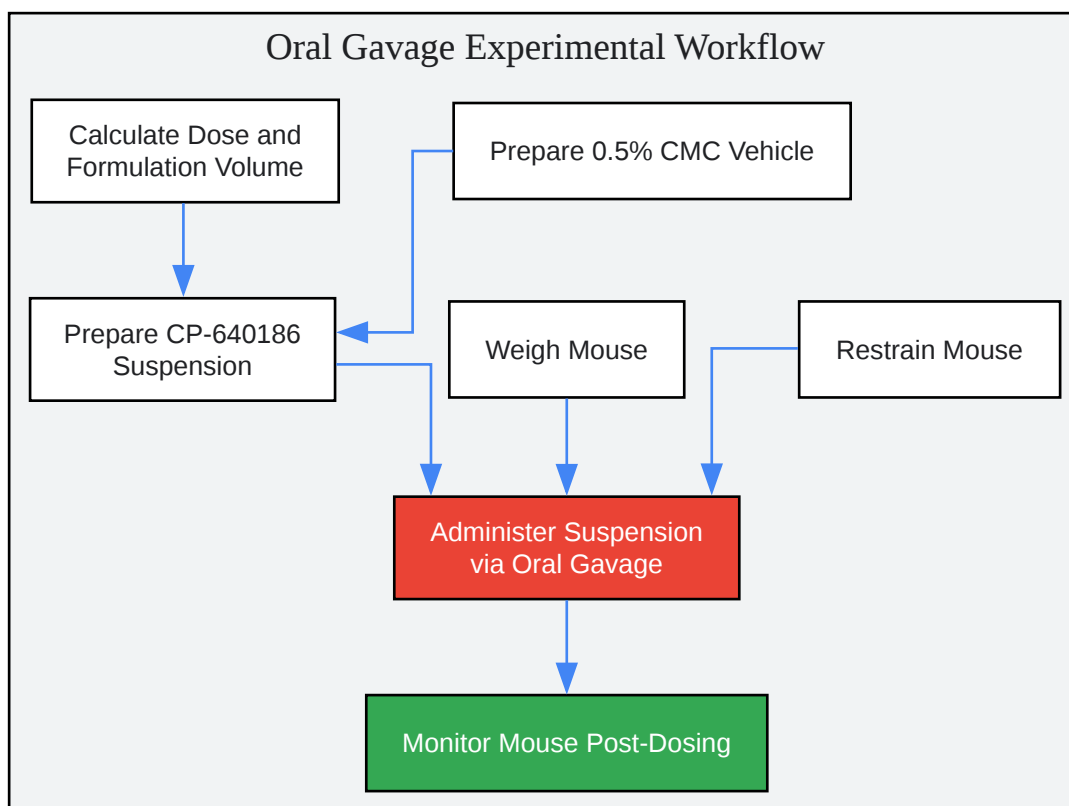 Oral Gavage Experimental Workflow
Calculate Dose and
Formulation Volume
Prepare 0.5% CMC Vehicle
Prepare CP-640186
Suspension
Weigh Mouse
Restrain Mouse
Administer Suspension
via Oral Gavage
Monitor Mouse Post-Dosing